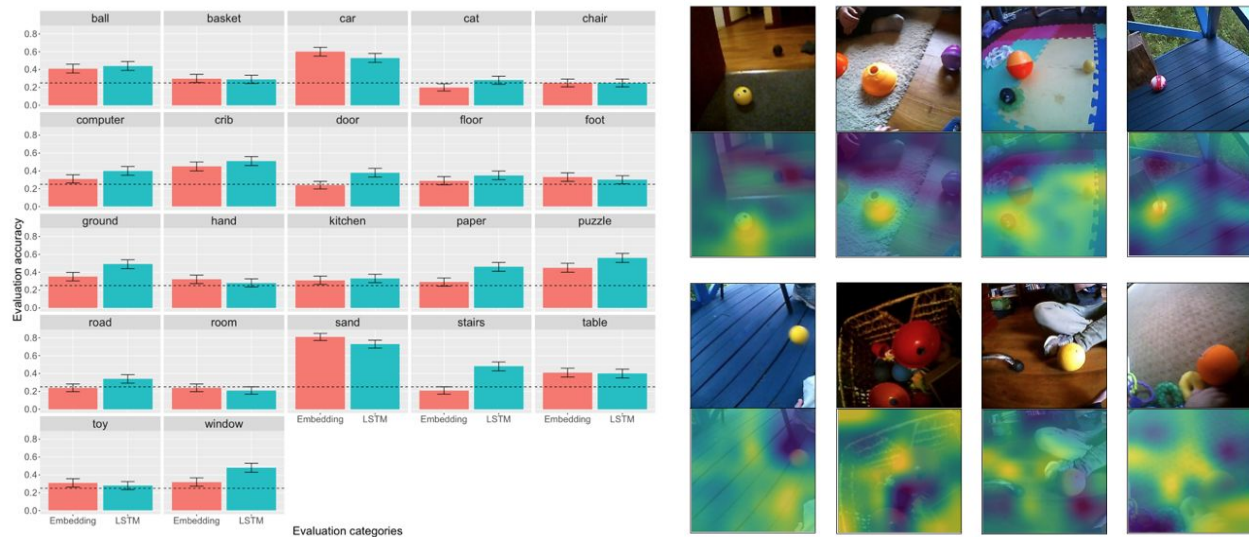 ball basket car cat chair
0.8
0.6
0.4
0.2
0.0
computer crib door floor foot
0.8
0.6
0.4
0.2
0.0
Evaluation accuracy
ground hand kitchen paper puzzle
0.8
0.6
0.4
0.2
0.0
road room sand stairs table
0.8
0.6
0.4
0.2
0.0
Embedding LSTM Embedding LSTM Embedding LSTM
toy window
0.8
0.6
0.4
0.2
0.0
Embedding LSTM Embedding LSTM
Evaluation categories